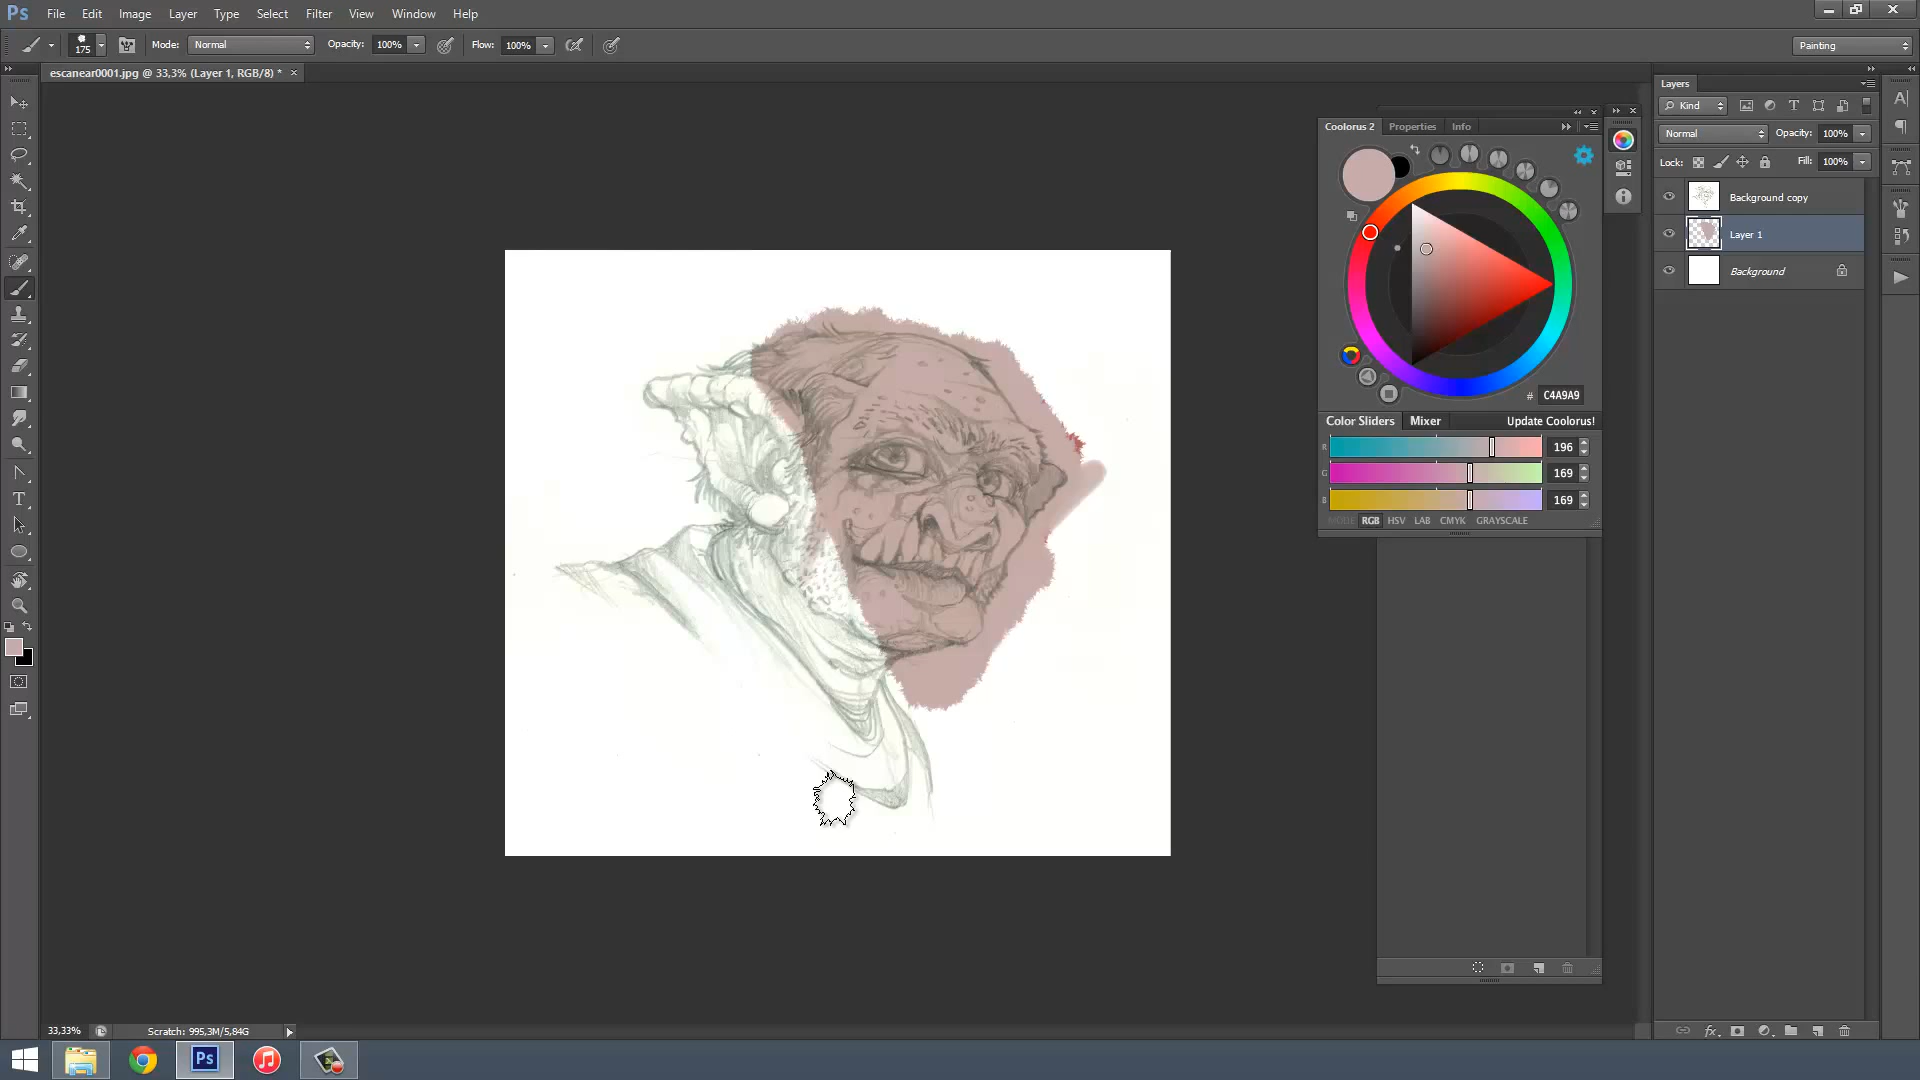 Ps File Edit Image Layer Type Select Filter View Window Help
175 Mode: Normal Opacity: 100% Flow: 100% Painting
escanear0001.jpg @ 33,3% (Layer 1, RGB/8) * ×
Layers
Kind
Normal Opacity: 100%
Lock: Fill: 100%
Background copy
Layer 1
Background
Coolorus 2 Properties Info
# C4A9A9
Color Sliders Mixer Update Coolorus!
R 196
G 169
B 169
MODE RGB HSV LAB CMYK GRAYSCALE
33,33% Scratch: 995,3M/5,84G
Ps